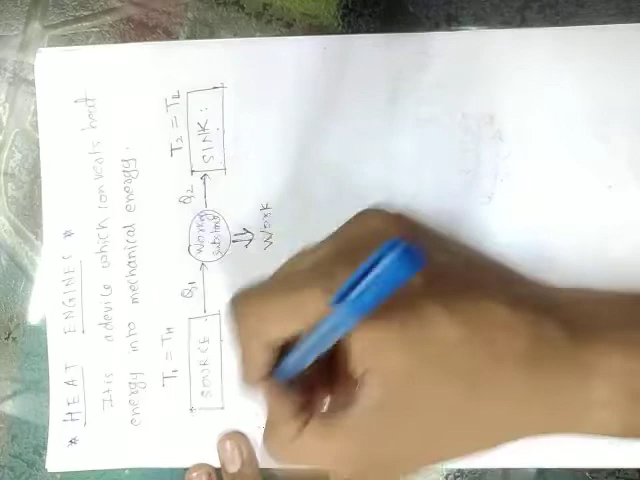 * HEAT ENGINES *
It is a device which converts heat
energy into mechanical energy.
T₁ = TH
T₂ = TL
SOURCE.
Q₁
Working
Q₂
SINK:
Work